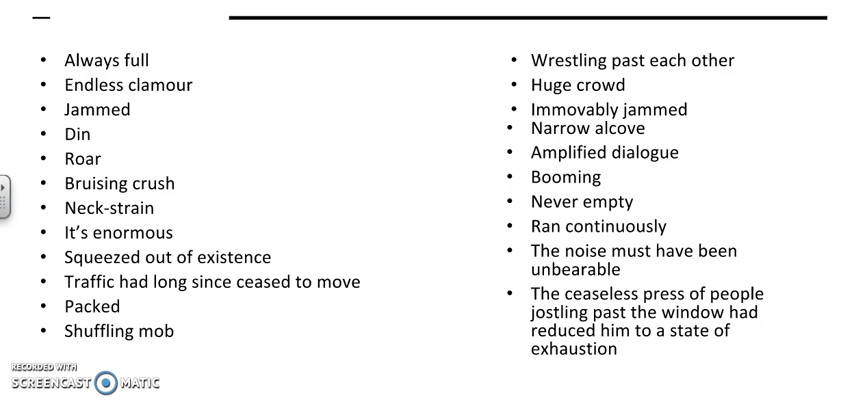 Always full
Endless clamour
Jammed
Din
Roar
Bruising crush
Neck-strain
It's enormous
Squeezed out of existence
Traffic had long since ceased to move
Packed
Shuffling mob
Wrestling past each other
Huge crowd
Immovably jammed
Narrow alcove
Amplified dialogue
Booming
Never empty
Ran continuously
The noise must have been
unbearable
The ceaseless press of people
jostling past the window had
reduced him to a state of
exhaustion
RECORDED WITH
SCREENCAST MATIC